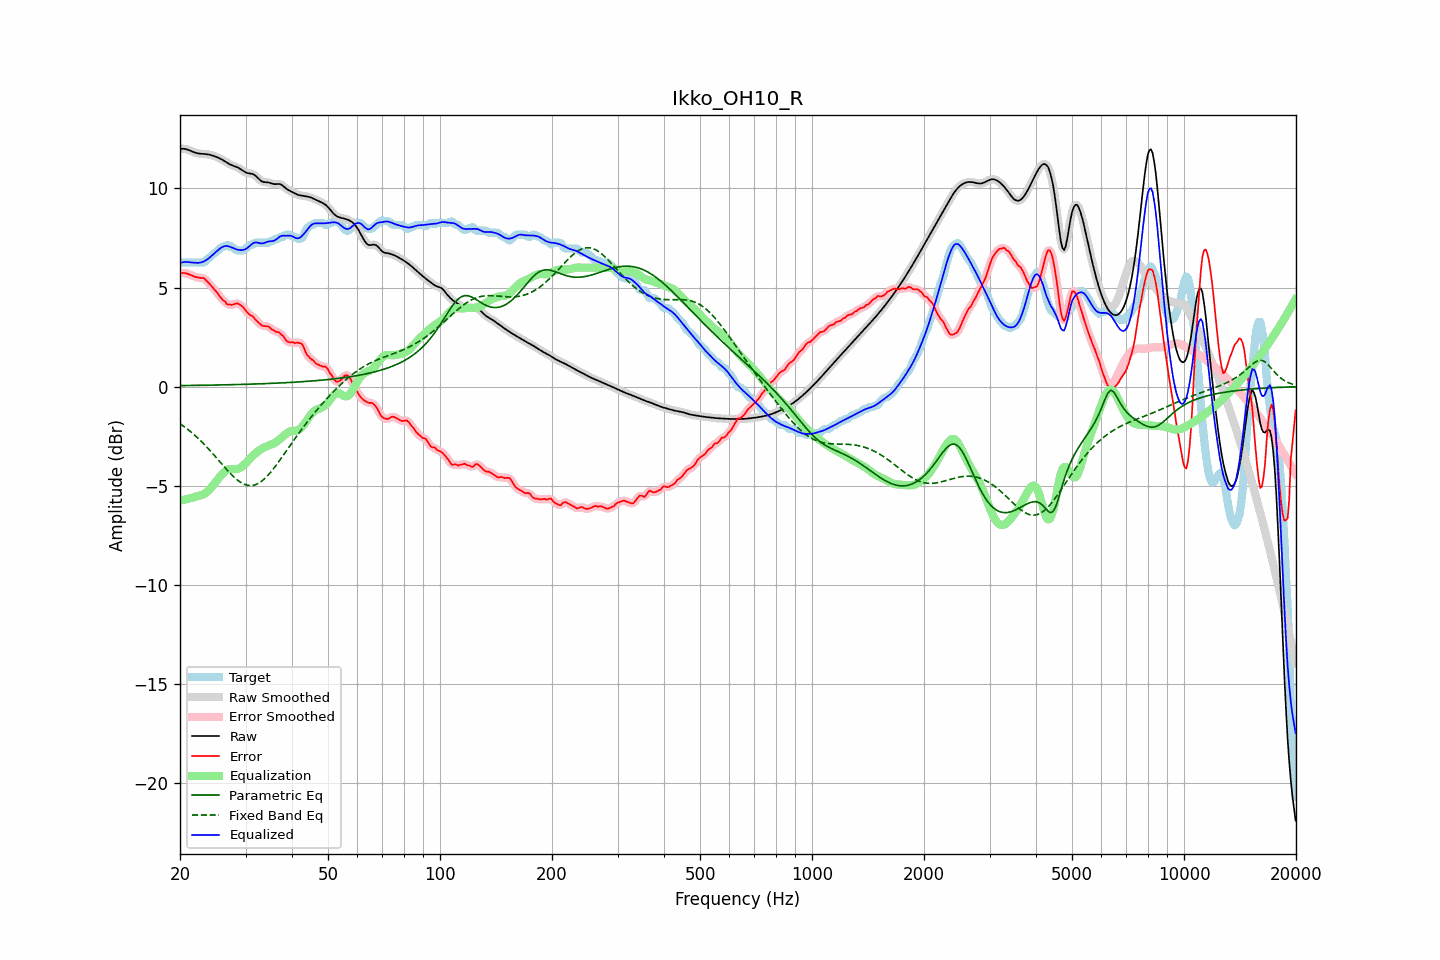 Ikko_OH10_R
10
5
0
−5
−10
−15
−20
Amplitude (dBr)
Target
Raw Smoothed
Error Smoothed
Raw
Error
Equalization
Parametric Eq
Fixed Band Eq
Equalized
20 50 100 200 500 1000 2000 5000 10000 20000
Frequency (Hz)